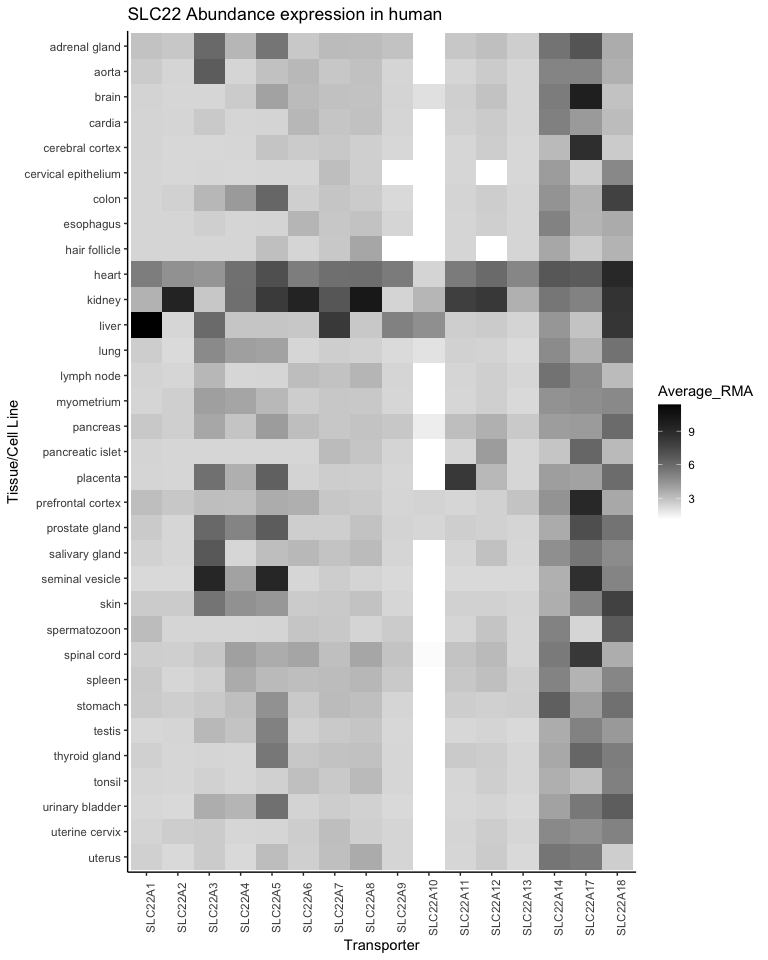 SLC22 Abundance expression in human
Tissue/Cell Line
adrenal gland
aorta
brain
cardia
cerebral cortex
cervical epithelium
colon
esophagus
hair follicle
heart
kidney
liver
lung
lymph node
myometrium
pancreas
pancreatic islet
placenta
prefrontal cortex
prostate gland
salivary gland
seminal vesicle
skin
spermatozoon
spinal cord
spleen
stomach
testis
thyroid gland
tonsil
urinary bladder
uterine cervix
uterus
SLC22A1
SLC22A2
SLC22A3
SLC22A4
SLC22A5
SLC22A6
SLC22A7
SLC22A8
SLC22A9
SLC22A10
SLC22A11
SLC22A12
SLC22A13
SLC22A14
SLC22A17
SLC22A18
Transporter
Average_RMA
9
6
3